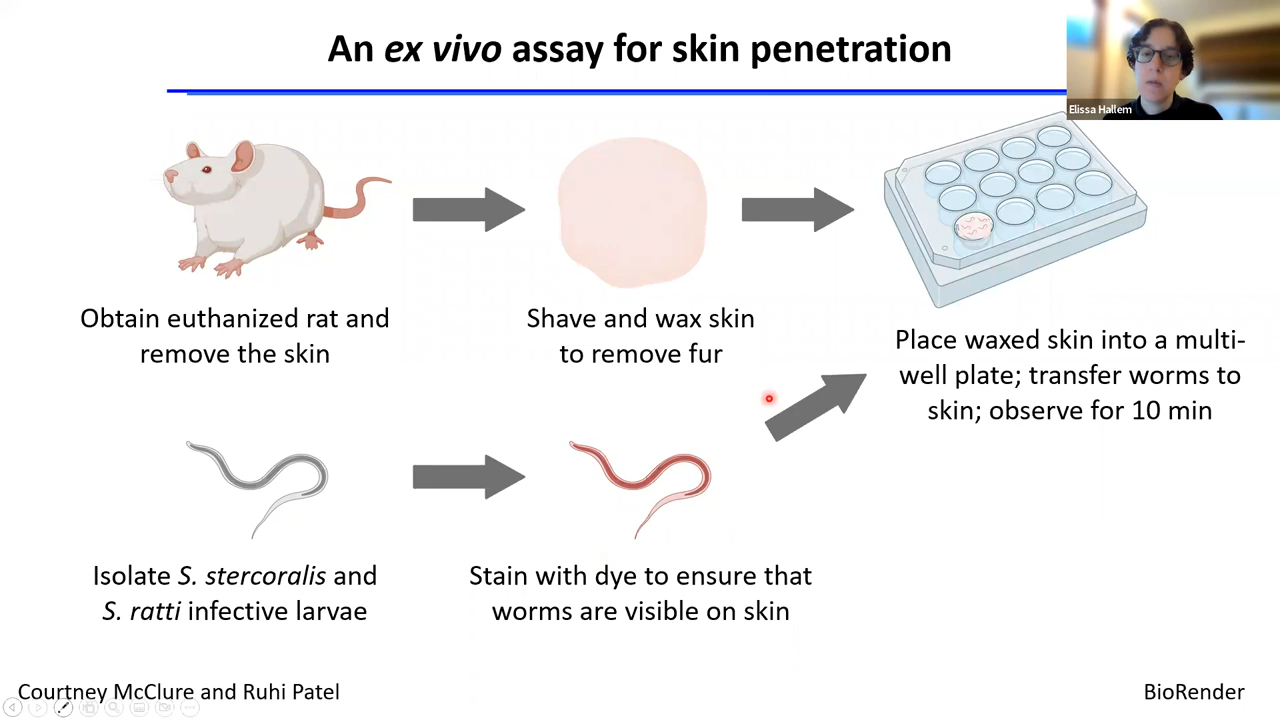 An ex vivo assay for skin penetration
Elissa Hallem
Obtain euthanized rat and
remove the skin
Shave and wax skin
to remove fur
Place waxed skin into a multi-
well plate; transfer worms to
skin; observe for 10 min
Isolate S. stercoralis and
S. ratti infective larvae
Stain with dye to ensure that
worms are visible on skin
Courtney McClure and Ruhi Patel
BioRender